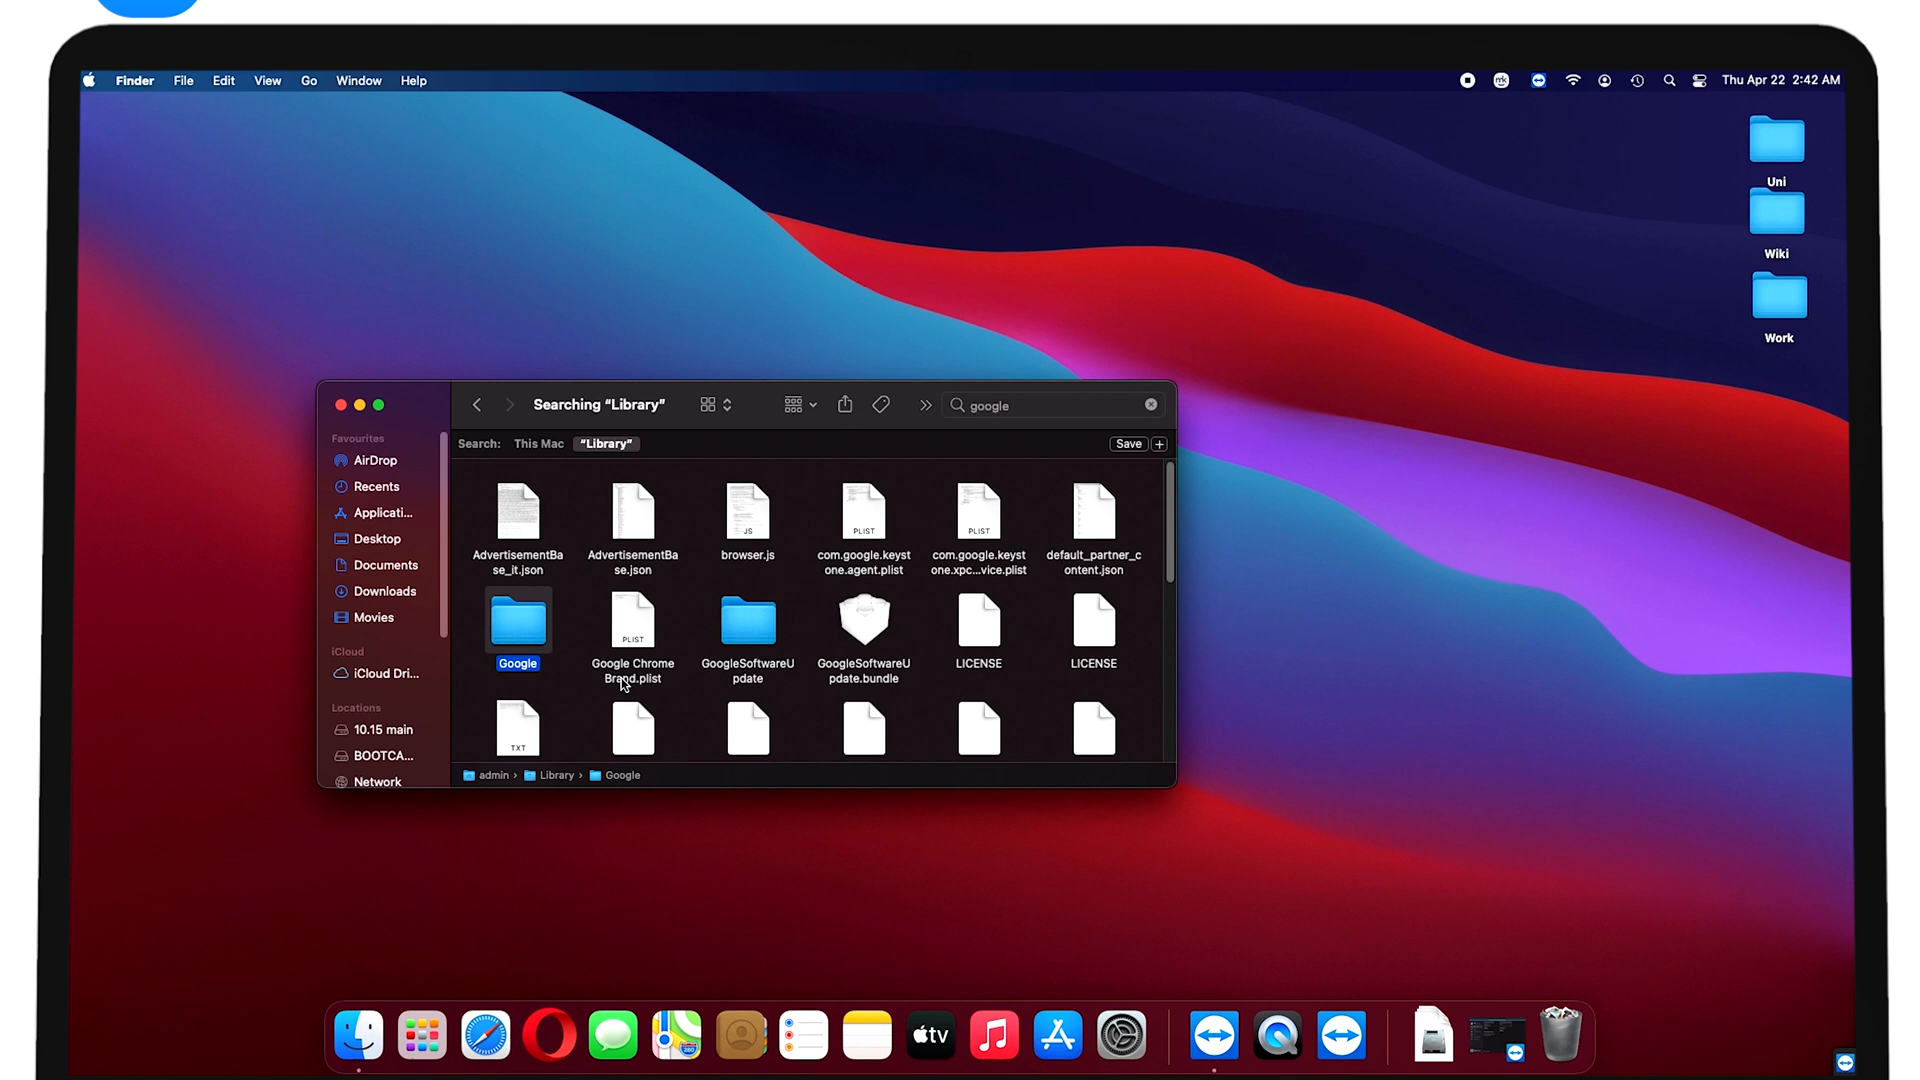 Finder File Edit View Go Window Help
mk
Thu Apr 22 2:42 AM
Uni
Wiki
Work
Searching “Library”
google
Favourites
AirDrop
Recents
Applicati...
Desktop
Documents
Downloads
Movies
iCloud
iCloud Dri...
Locations
10.15 main
BOOTCA...
Network
Search: This Mac “Library”
Save +
JS
PLIST
PLIST
AdvertisementBa
se_it.json
AdvertisementBa
se.json
browser.js
com.google.keyst
one.agent.plist
com.google.keyst
one.xpc...vice.plist
default_partner_c
ontent.json
PLIST
Google
Google Chrome
Brand.plist
GoogleSoftwareU
pdate
GoogleSoftwareU
pdate.bundle
LICENSE
LICENSE
TXT
admin › Library › Google
tv